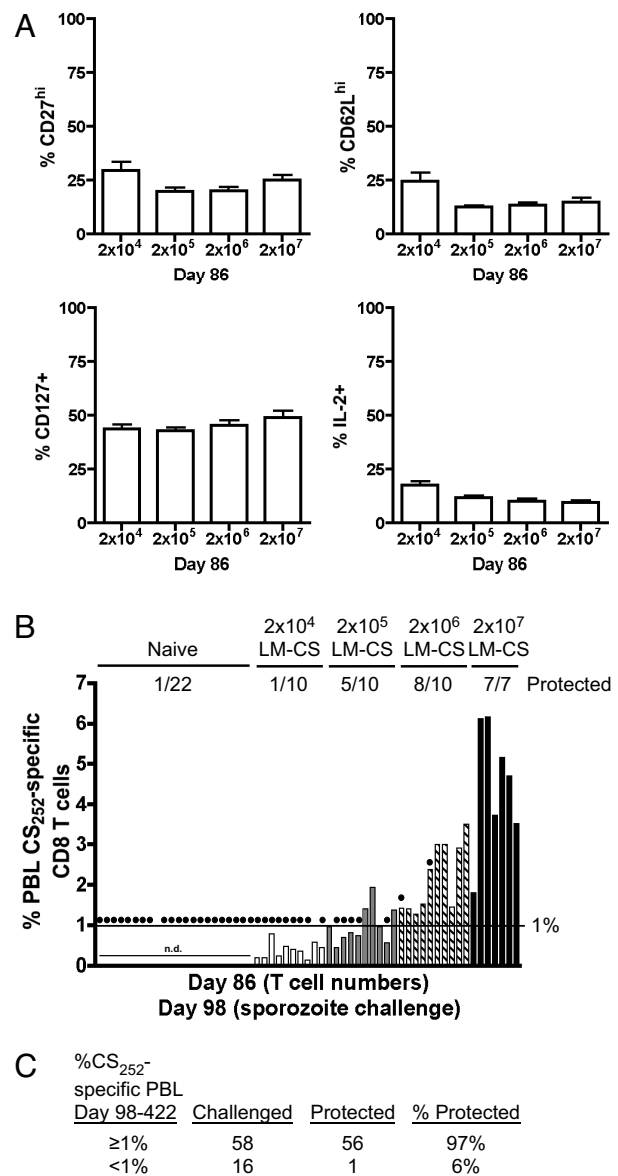 A
100
75
50
25
0
% CD27hi
2x10^4 2x10^5 2x10^6 2x10^7
Day 86
100
75
50
25
0
% CD62Lhi
2x10^4 2x10^5 2x10^6 2x10^7
Day 86
100
75
50
25
0
% CD127+
2x10^4 2x10^5 2x10^6 2x10^7
Day 86
100
75
50
25
0
% IL-2+
2x10^4 2x10^5 2x10^6 2x10^7
Day 86
B
2x10^4 2x10^5 2x10^6 2x10^7
Naive LM-CS LM-CS LM-CS LM-CS
1/22 1/10 5/10 8/10 7/7 Protected
7
6
5
4
3
2
1
0
% PBL CS252-specific
CD8 T cells
1%
n.d.
Day 86 (T cell numbers)
Day 98 (sporozoite challenge)
C
%CS252-
specific PBL
Day 98-422 Challenged Protected % Protected
≥1% 58 56 97%
<1% 16 1 6%